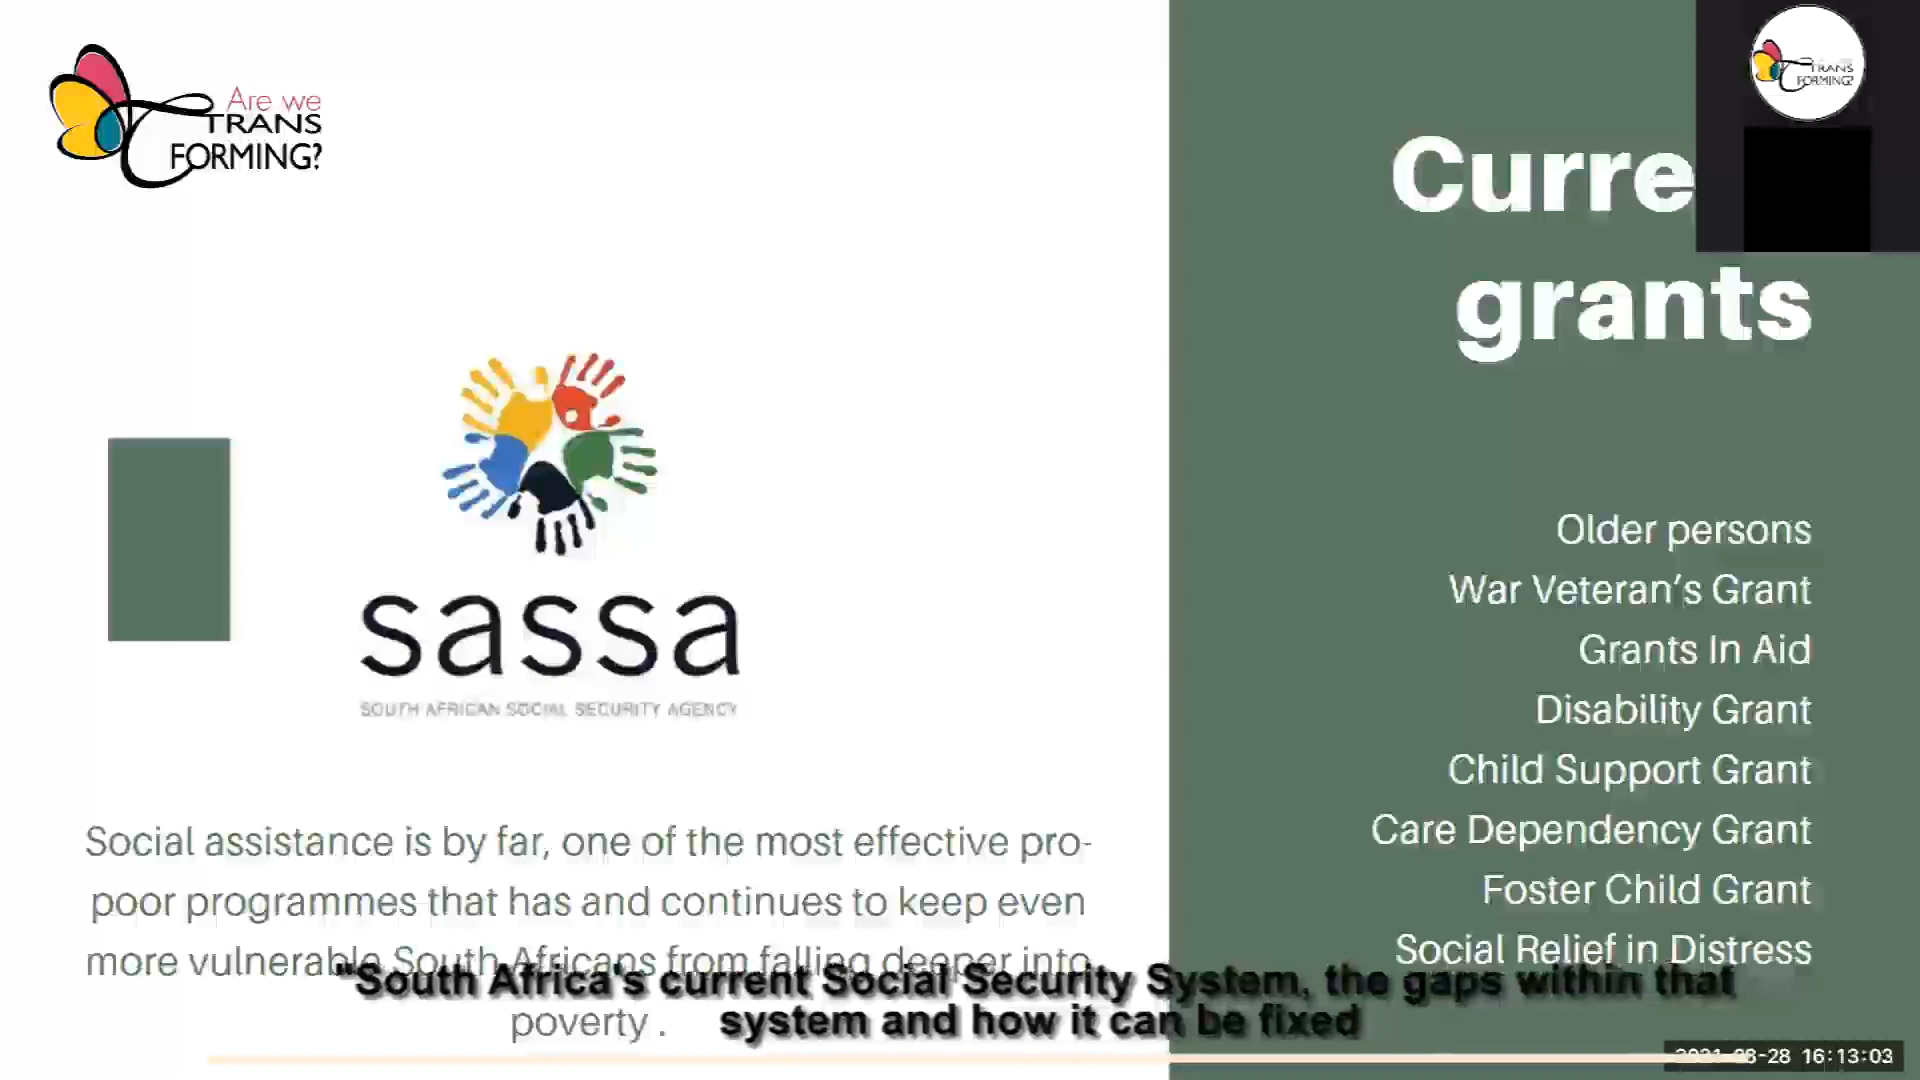 Are we
TRANS
FORMING?
TRANS
FORMING?
Curre
grants
sassa
SOUTH AFRICAN SOCIAL SECURITY AGENCY
Older persons
War Veteran's Grant
Grants In Aid
Disability Grant
Child Support Grant
Care Dependency Grant
Foster Child Grant
Social Relief in Distress
Social assistance is by far, one of the most effective pro-
poor programmes that has and continues to keep even
more vulnerable South Africans from falling deeper into
poverty .
"South Africa's current Social Security System, the gaps within that
system and how it can be fixed
2021-08-28 16:13:03